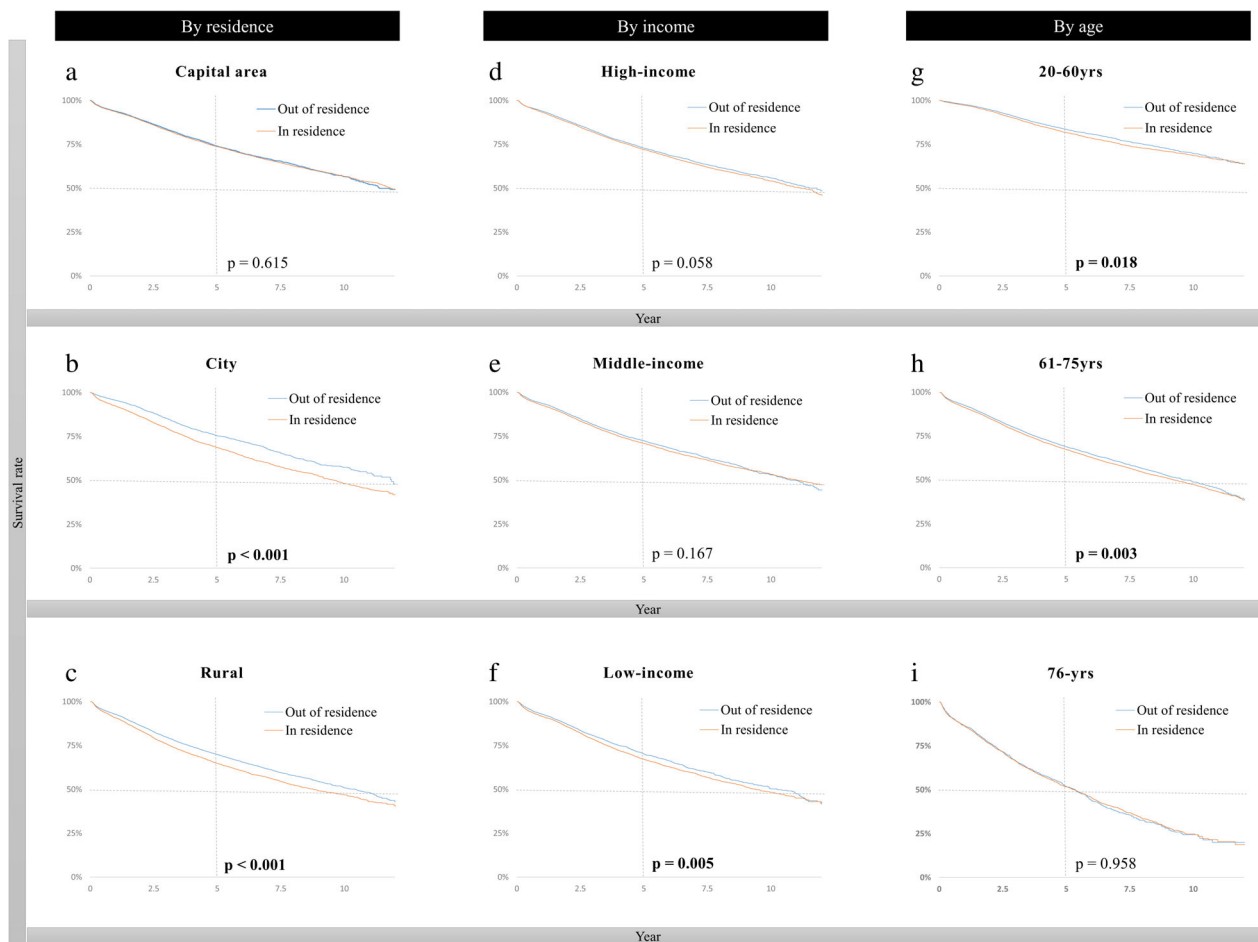 By residence
By income
By age
Survival rate
a
Capital area
100%
75%
50%
25%
0%
0
2.5
5
7.5
10
Out of residence
In residence
p = 0.615
d
High-income
100%
75%
50%
25%
0%
0
2.5
5
7.5
10
Out of residence
In residence
p = 0.058
g
20-60yrs
100%
75%
50%
25%
0%
0
2.5
5
7.5
10
Out of residence
In residence
p = 0.018
Year
b
City
100%
75%
50%
25%
0%
0
2.5
5
7.5
10
Out of residence
In residence
p < 0.001
e
Middle-income
100%
75%
50%
25%
0%
0
2.5
5
7.5
10
Out of residence
In residence
p = 0.167
h
61-75yrs
100%
75%
50%
25%
0%
0
2.5
5
7.5
10
Out of residence
In residence
p = 0.003
Year
c
Rural
100%
75%
50%
25%
0%
0
2.5
5
7.5
10
Out of residence
In residence
p < 0.001
f
Low-income
100%
75%
50%
25%
0%
0
2.5
5
7.5
10
Out of residence
In residence
p = 0.005
i
76-yrs
100%
75%
50%
25%
0%
0
2.5
5
7.5
10
Out of residence
In residence
p = 0.958
Year